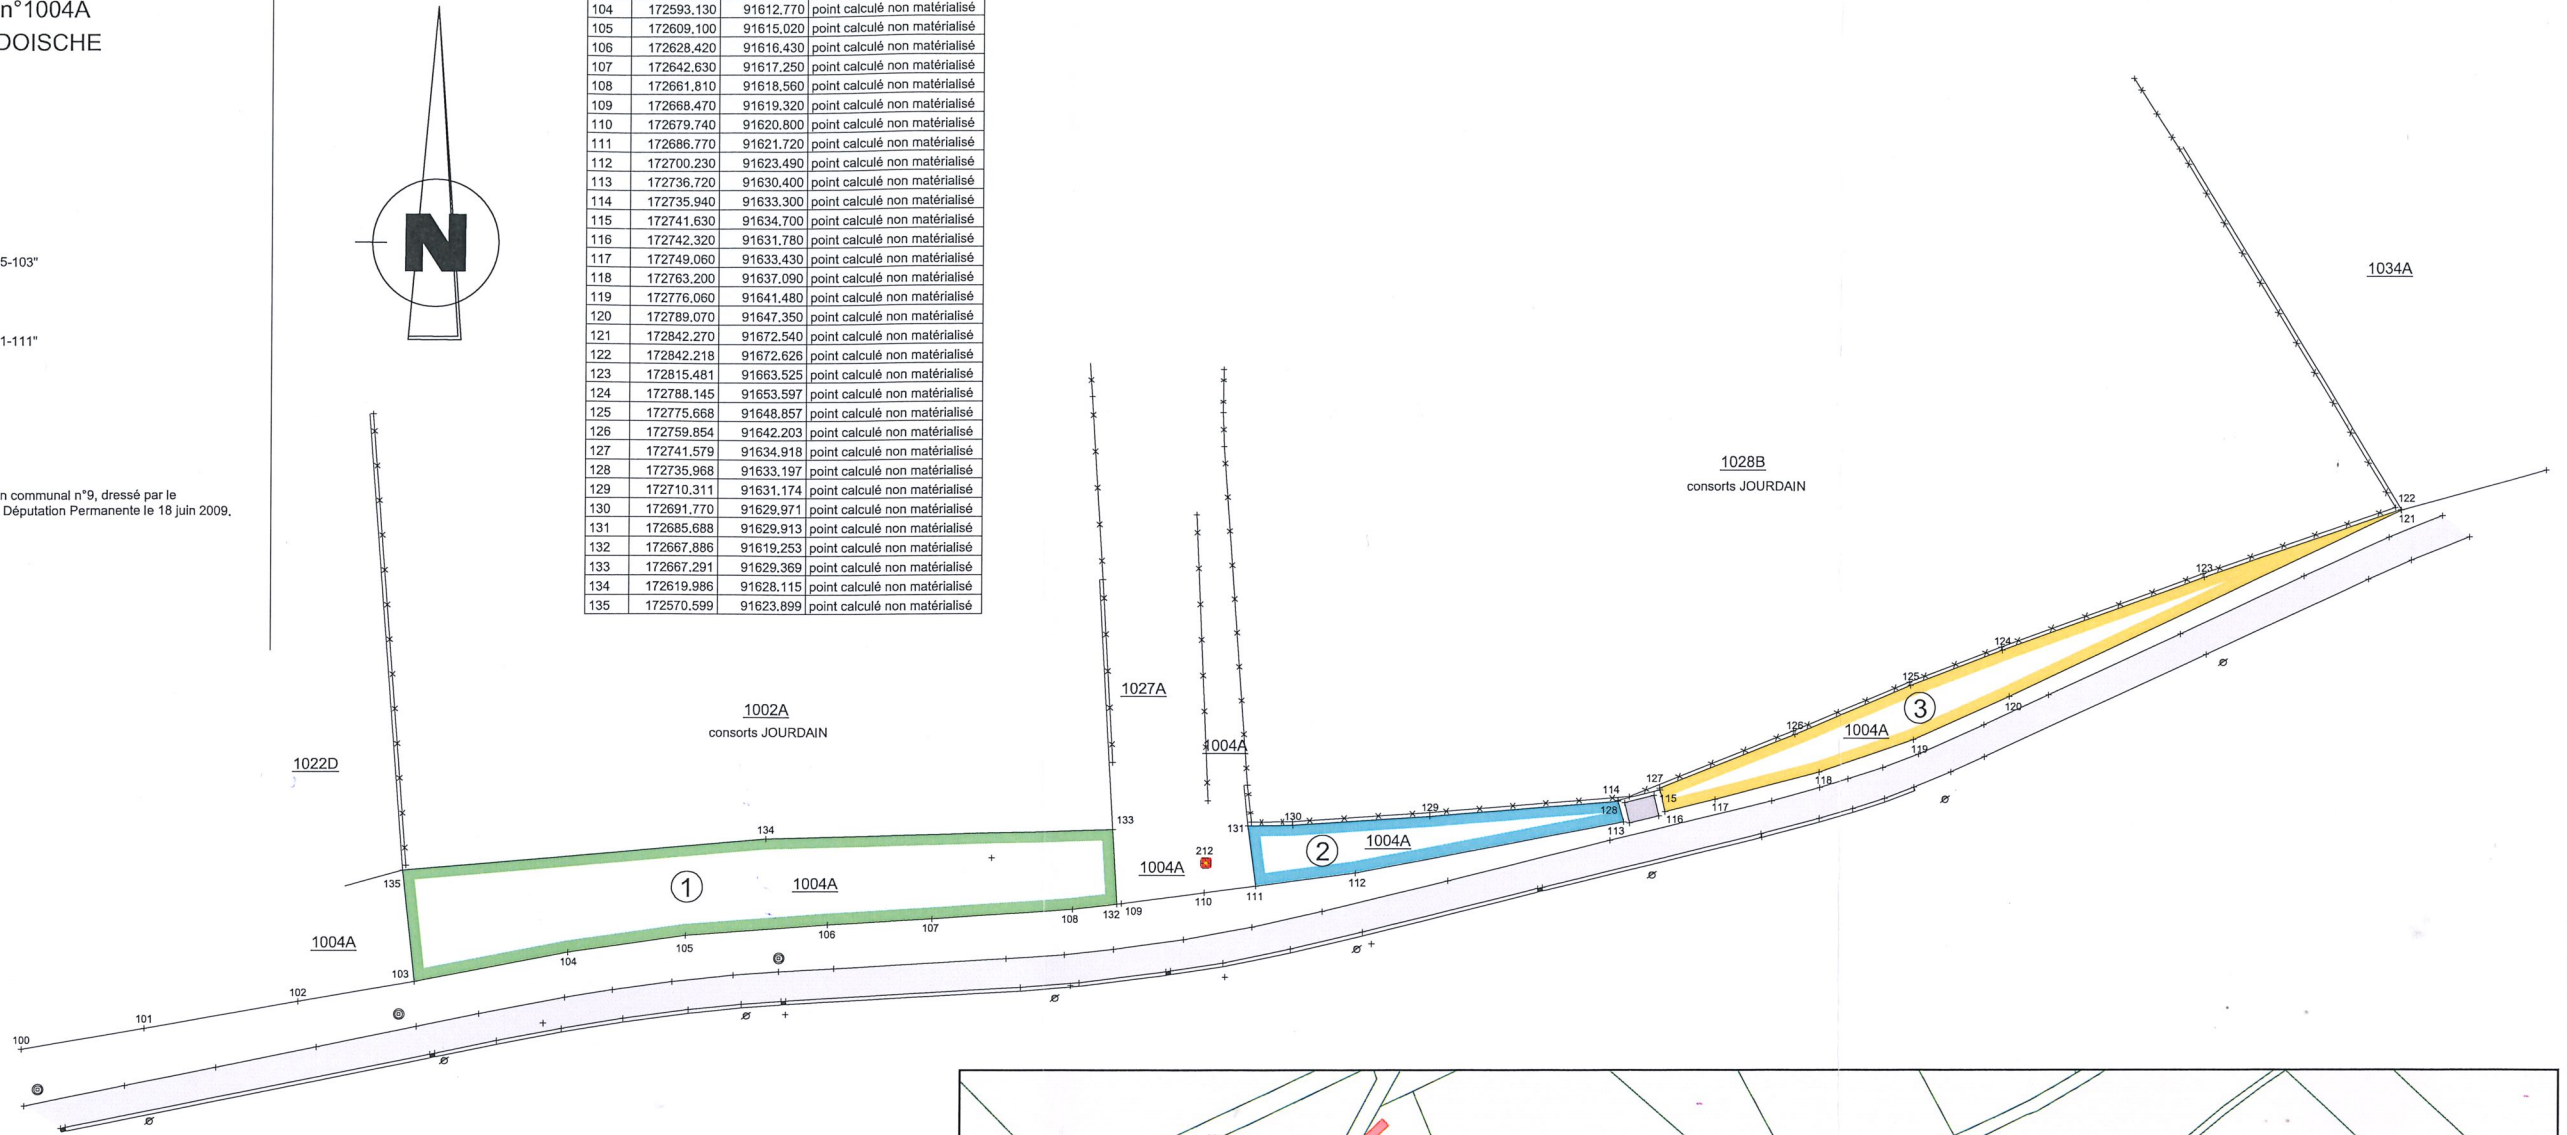 n°1004A
DOISCHE
5-103"
1-111"
n communal n°9, dressé par le
Députation Permanente le 18 juin 2009.
N
104 172593.130 91612.770 point calculé non matérialisé
105 172609.100 91615.020 point calculé non matérialisé
106 172628.420 91616.430 point calculé non matérialisé
107 172642.630 91617.250 point calculé non matérialisé
108 172661.810 91618.560 point calculé non matérialisé
109 172668.470 91619.320 point calculé non matérialisé
110 172679.740 91620.800 point calculé non matérialisé
111 172686.770 91621.720 point calculé non matérialisé
112 172700.230 91623.490 point calculé non matérialisé
113 172736.720 91630.400 point calculé non matérialisé
114 172735.940 91633.300 point calculé non matérialisé
115 172741.630 91634.700 point calculé non matérialisé
116 172742.320 91631.780 point calculé non matérialisé
117 172749.060 91633.430 point calculé non matérialisé
118 172763.200 91637.090 point calculé non matérialisé
119 172776.060 91641.480 point calculé non matérialisé
120 172789.070 91647.350 point calculé non matérialisé
121 172842.270 91672.540 point calculé non matérialisé
122 172842.218 91672.626 point calculé non matérialisé
123 172815.481 91663.525 point calculé non matérialisé
124 172788.145 91653.597 point calculé non matérialisé
125 172775.668 91648.857 point calculé non matérialisé
126 172759.854 91642.203 point calculé non matérialisé
127 172741.579 91634.918 point calculé non matérialisé
128 172735.968 91633.197 point calculé non matérialisé
129 172710.311 91631.174 point calculé non matérialisé
130 172691.770 91629.971 point calculé non matérialisé
131 172685.688 91629.913 point calculé non matérialisé
132 172667.886 91619.253 point calculé non matérialisé
133 172667.291 91629.369 point calculé non matérialisé
134 172619.986 91628.115 point calculé non matérialisé
135 172570.599 91623.899 point calculé non matérialisé
1034A
1028B
consorts JOURDAIN
122
121
123
124
125
120
3
126
1004A
119
118
127
115
117
116
114
128
113
1027A
1002A
consorts JOURDAIN
1004A
1022D
129
130
131
133
134
1004A
2
212
1004A
112
111
110
109
132
108
107
106
105
104
1
1004A
135
1004A
103
102
101
100